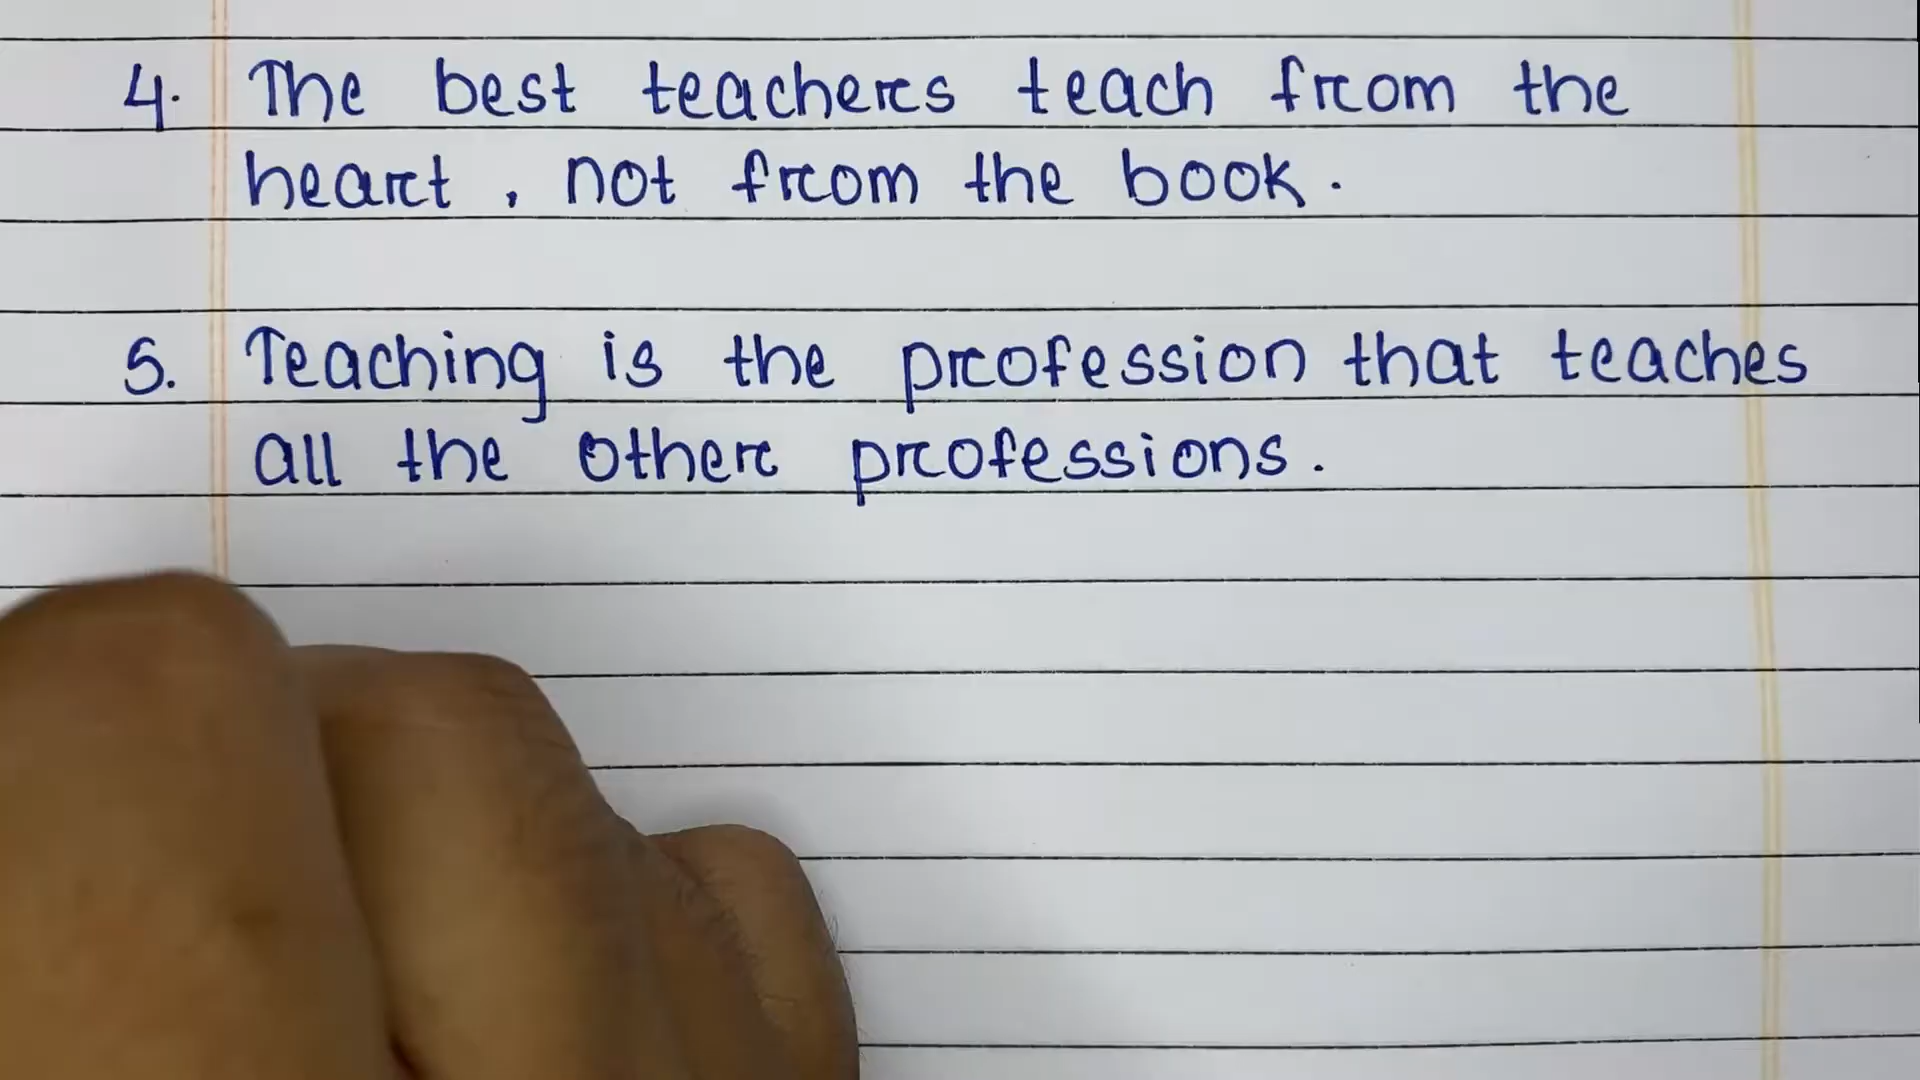 4. The best teachers teach from the
heart, not from the book.
5. Teaching is the profession that teaches
all the other professions.